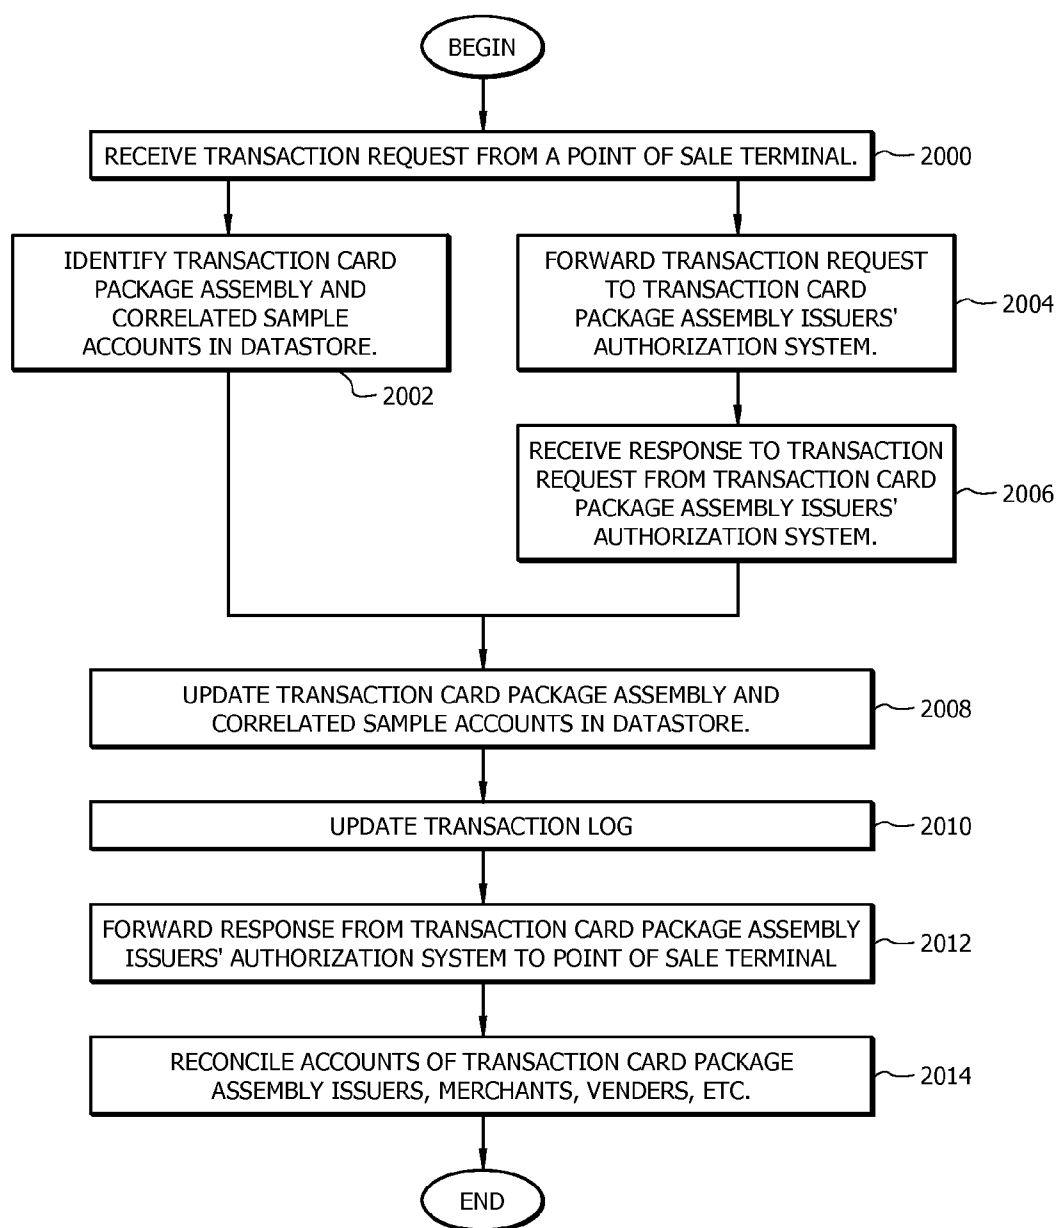 BEGIN
RECEIVE TRANSACTION REQUEST FROM A POINT OF SALE TERMINAL.
2000
IDENTIFY TRANSACTION CARD
PACKAGE ASSEMBLY AND
CORRELATED SAMPLE
ACCOUNTS IN DATASTORE.
2002
FORWARD TRANSACTION REQUEST
TO TRANSACTION CARD
PACKAGE ASSEMBLY ISSUERS'
AUTHORIZATION SYSTEM.
2004
RECEIVE RESPONSE TO TRANSACTION
REQUEST FROM TRANSACTION CARD
PACKAGE ASSEMBLY ISSUERS'
AUTHORIZATION SYSTEM.
2006
UPDATE TRANSACTION CARD PACKAGE ASSEMBLY AND
CORRELATED SAMPLE ACCOUNTS IN DATASTORE.
2008
UPDATE TRANSACTION LOG
2010
FORWARD RESPONSE FROM TRANSACTION CARD PACKAGE ASSEMBLY
ISSUERS' AUTHORIZATION SYSTEM TO POINT OF SALE TERMINAL
2012
RECONCILE ACCOUNTS OF TRANSACTION CARD PACKAGE
ASSEMBLY ISSUERS, MERCHANTS, VENDERS, ETC.
2014
END